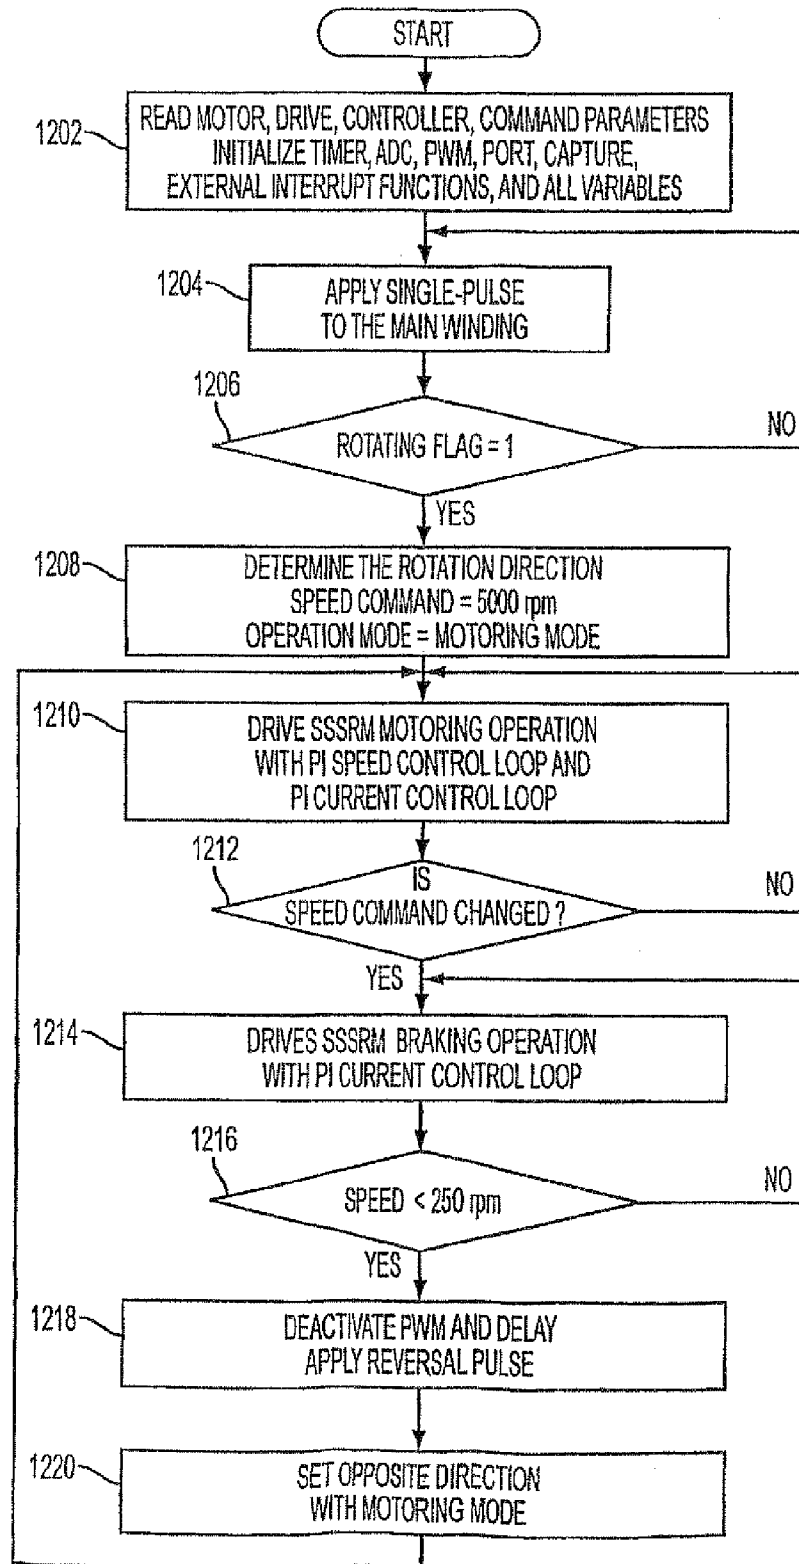 START
1202
READ MOTOR, DRIVE, CONTROLLER, COMMAND PARAMETERS
INITIALIZE TIMER, ADC, PWM, PORT, CAPTURE,
EXTERNAL INTERRUPT FUNCTIONS, AND ALL VARIABLES
1204
APPLY SINGLE-PULSE
TO THE MAIN WINDING
1206
ROTATING FLAG = 1
NO
YES
1208
DETERMINE THE ROTATION DIRECTION
SPEED COMMAND = 5000 rpm
OPERATION MODE = MOTORING MODE
1210
DRIVE SSSRM MOTORING OPERATION
WITH PI SPEED CONTROL LOOP AND
PI CURRENT CONTROL LOOP
1212
IS
SPEED COMMAND CHANGED ?
NO
YES
1214
DRIVES SSSRM BRAKING OPERATION
WITH PI CURRENT CONTROL LOOP
1216
SPEED < 250 rpm
NO
YES
1218
DEACTIVATE PWM AND DELAY
APPLY REVERSAL PULSE
1220
SET OPPOSITE DIRECTION
WITH MOTORING MODE